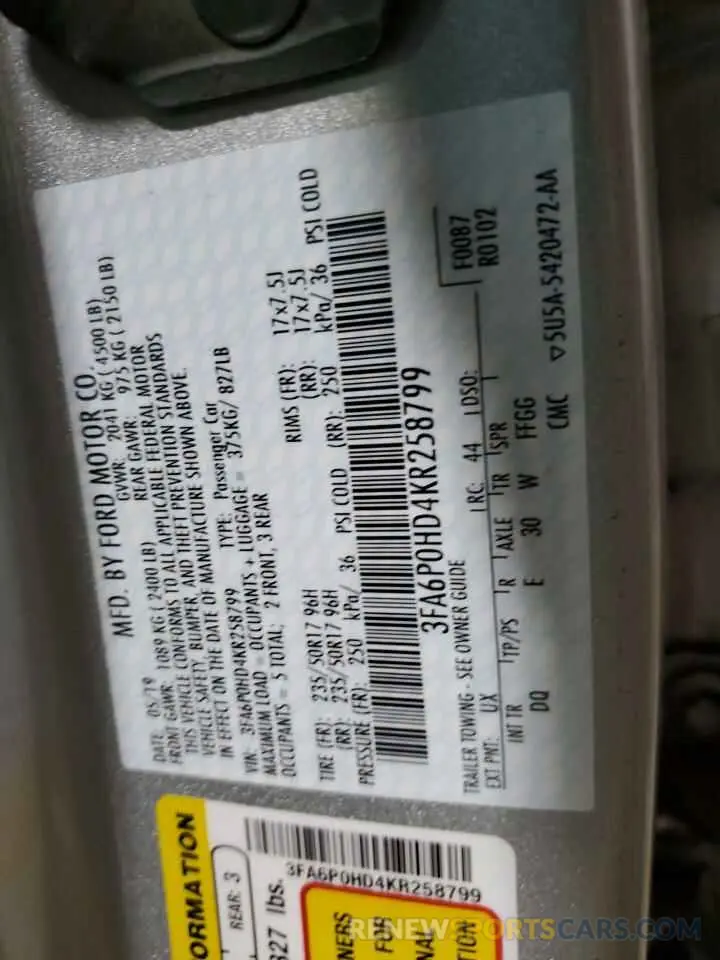 MFD. BY FORD MOTOR CO.
DATE: 05/19 GVWR: 2041 KG ( 4500 LB)
FRONT GAWR: 1089 KG ( 2400 LB) REAR GAWR: 975 KG ( 2150 LB)
THIS VEHICLE CONFORMS TO ALL APPLICABLE FEDERAL MOTOR
VEHICLE SAFETY, BUMPER, AND THEFT PREVENTION STANDARDS
IN EFFECT ON THE DATE OF MANUFACTURE SHOWN ABOVE.
VIN: 3FA6P0HD4KR258799 TYPE: Passenger Car
MAXIMUM LOAD = OCCUPANTS + LUGGAGE = 375KG/ 827LB
OCCUPANTS = 5 TOTAL: 2 FRONT, 3 REAR
TIRE (FR): 235/50R17 96H RIMS (FR): 17x7.5J
(RR): 235/50R17 96H (RR): 17x7.5J
PRESSURE (FR): 250 kPa/ 36 PSI COLD (RR): 250 kPa/ 36 PSI COLD
3FA6P0HD4KR258799
F0087
R0102
TRAILER TOWING - SEE OWNER GUIDE
EXT PNT: UX RC: 44 DSO:
INT TR TP/PS R AXLE TR SPR
DQ E 30 W FFGG
CMC ▽5U5A-5420472-AA
ORMATION
REAR: 3
827 lbs.
3FA6P0HD4KR258799
NERS
FOR
NAL
TION
RENEWSPORTSCARS.COM